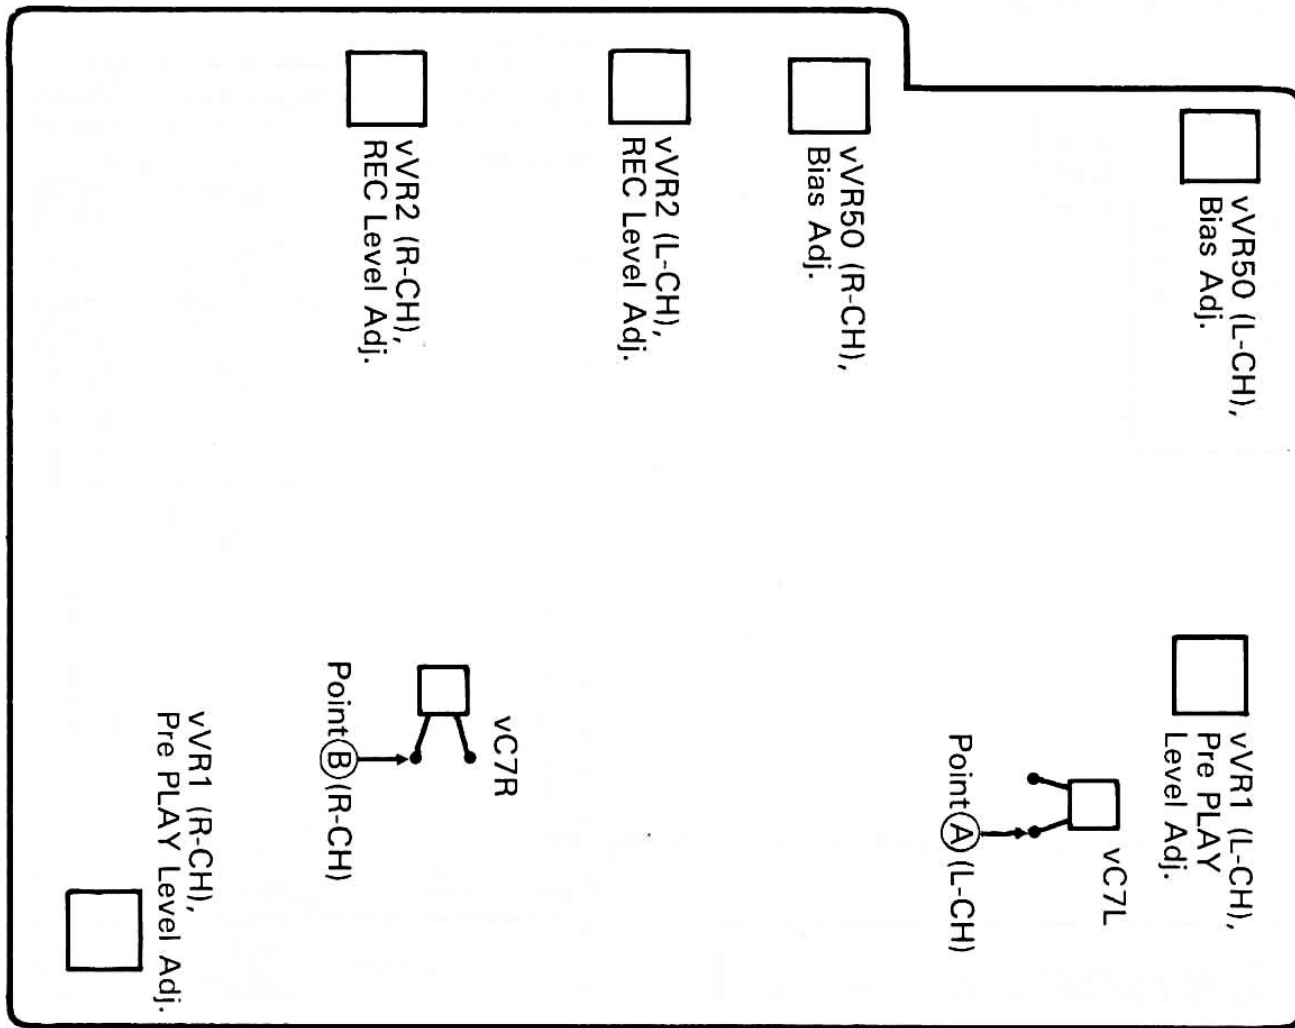 vVR2 (R-CH),
REC Level Adj.
vVR2 (L-CH),
REC Level Adj.
vVR50 (R-CH),
Bias Adj.
vVR50 (L-CH),
Bias Adj.
vVR1 (L-CH),
Pre PLAY
Level Adj.
vC7L
Point Ⓐ (L-CH)
vC7R
Point Ⓑ (R-CH)
vVR1 (R-CH),
Pre PLAY Level Adj.